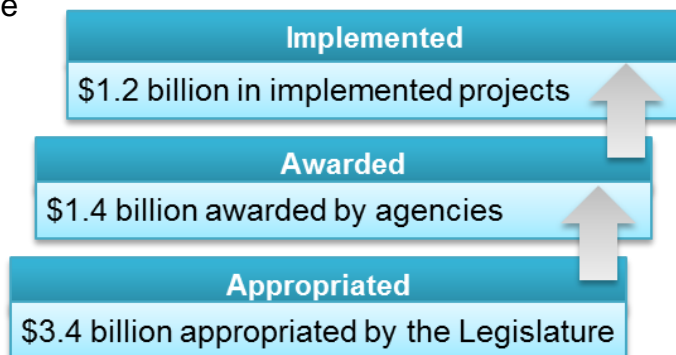 e
Implemented
$1.2 billion in implemented projects
Awarded
$1.4 billion awarded by agencies
Appropriated
$3.4 billion appropriated by the Legislature